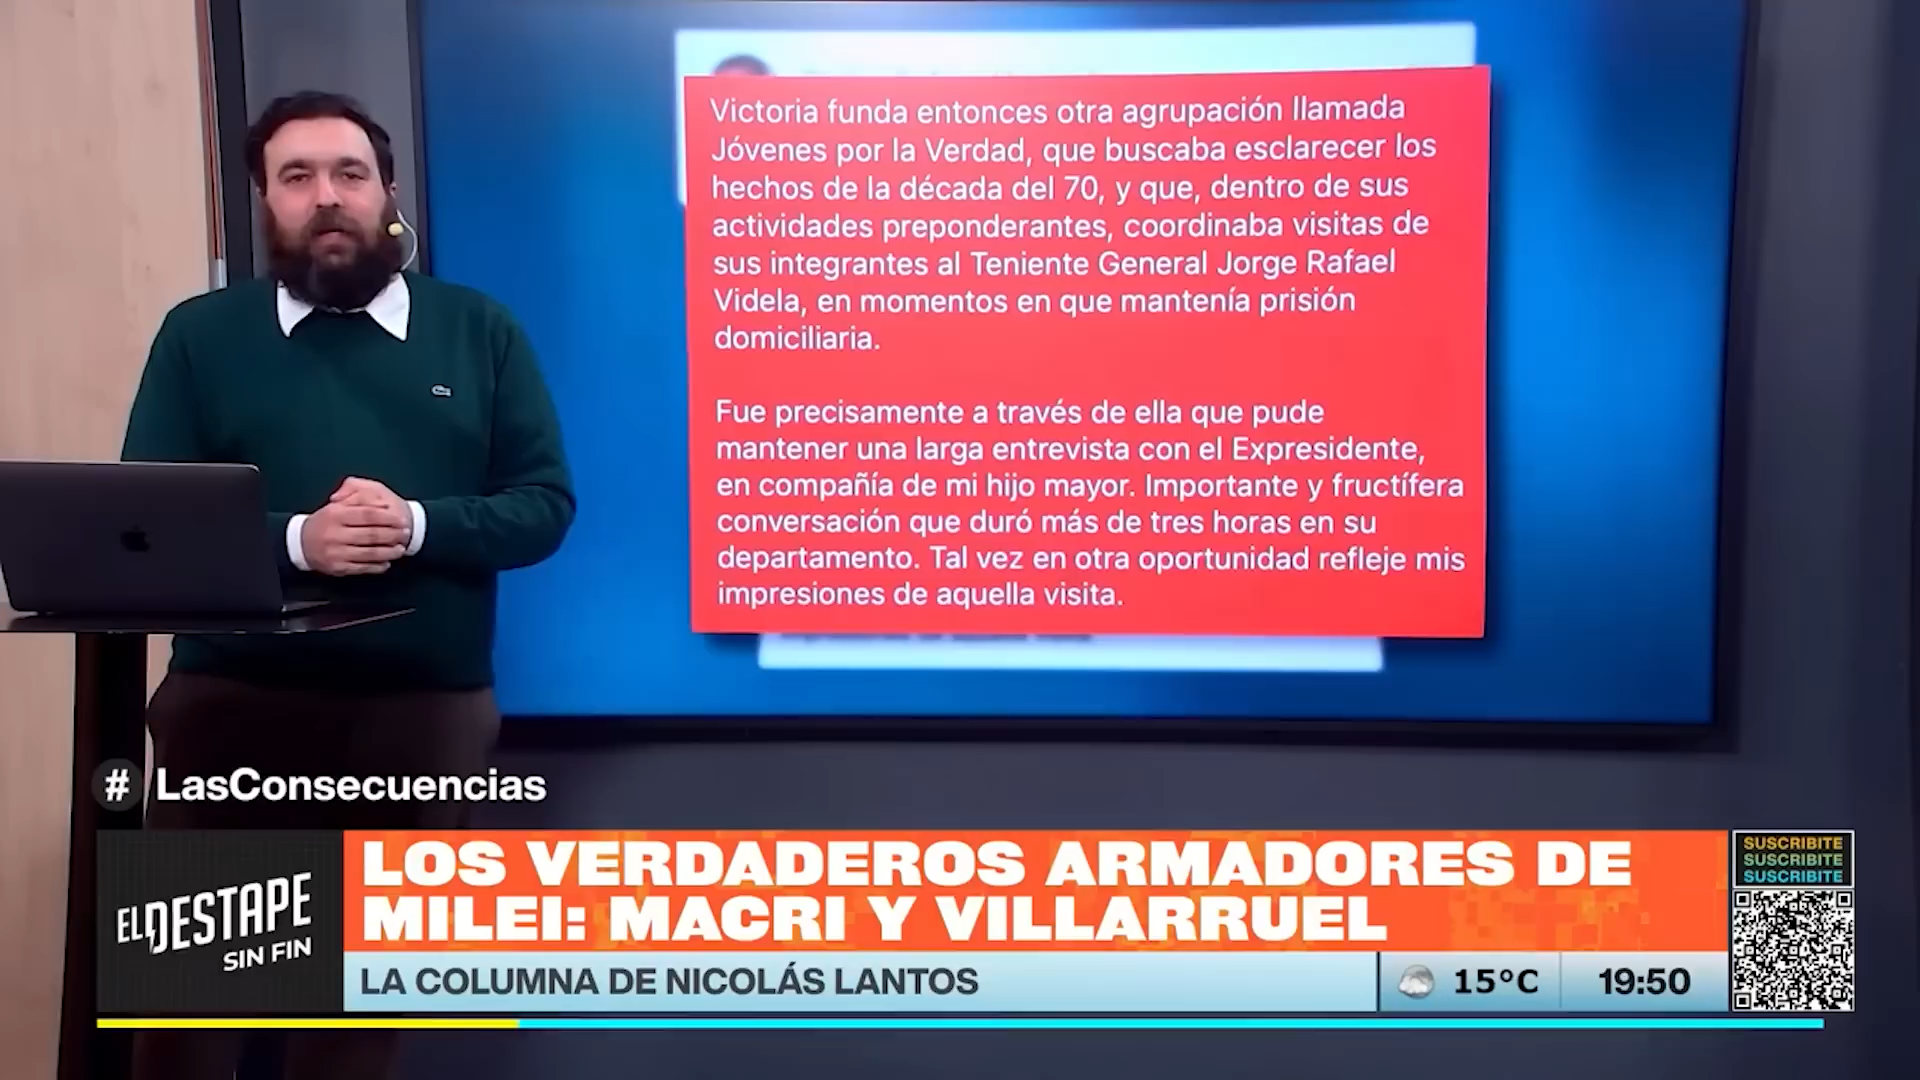 Victoria funda entonces otra agrupación llamada
Jóvenes por la Verdad, que buscaba esclarecer los
hechos de la década del 70, y que, dentro de sus
actividades preponderantes, coordinaba visitas de
sus integrantes al Teniente General Jorge Rafael
Videla, en momentos en que mantenía prisión
domiciliaria.
Fue precisamente a través de ella que pude
mantener una larga entrevista con el Expresidente,
en compañía de mi hijo mayor. Importante y fructífera
conversación que duró más de tres horas en su
departamento. Tal vez en otra oportunidad refleje mis
impresiones de aquella visita.
# LasConsecuencias
EL DESTAPE
SIN FIN
LOS VERDADEROS ARMADORES DE
MILEI: MACRI Y VILLARRUEL
LA COLUMNA DE NICOLÁS LANTOS
15°C
19:50
SUSCRIBITE
SUSCRIBITE
SUSCRIBITE